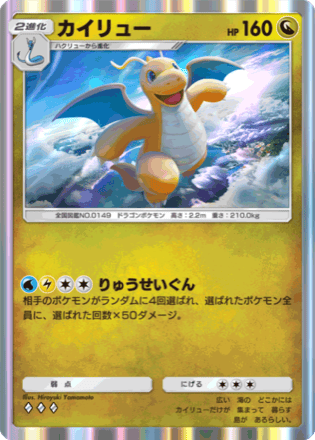 2進化
カイリュー
HP 160
ハクリューから進化
全国図鑑NO.0149 ドラゴンポケモン 高さ：2.2m 重さ：210.0kg
りゅうせいぐん
相手のポケモンがランダムに4回選ばれ、選ばれたポケモン全
員に、選ばれた回数×50ダメージ。
弱点
にげる
Illus. Hiroyuki Yamamoto
広い 海の どこかには
カイリューだけが 集まって 暮らす
島が あるらしい。